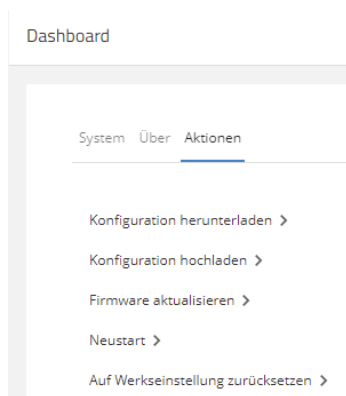 Dashboard
System Über Aktionen
Konfiguration herunterladen
Konfiguration hochladen
Firmware aktualisieren
Neustart
Auf Werkseinstellung zurücksetzen